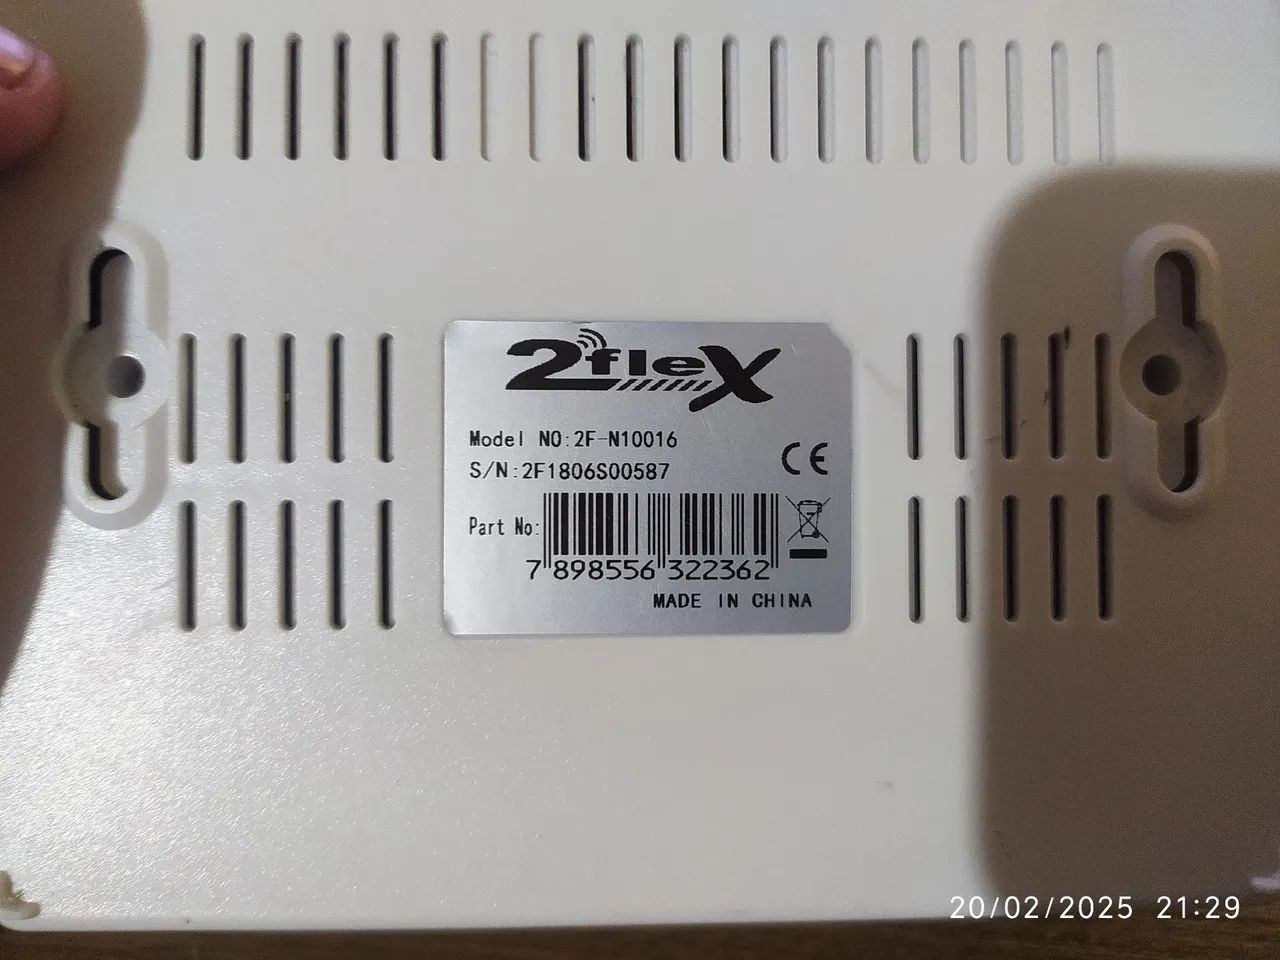 2fleX
Model NO:2F-N10016
S/N:2F1806S00587
CE
Part No:
7 898556 322362
MADE IN CHINA
20/02/2025 21:29